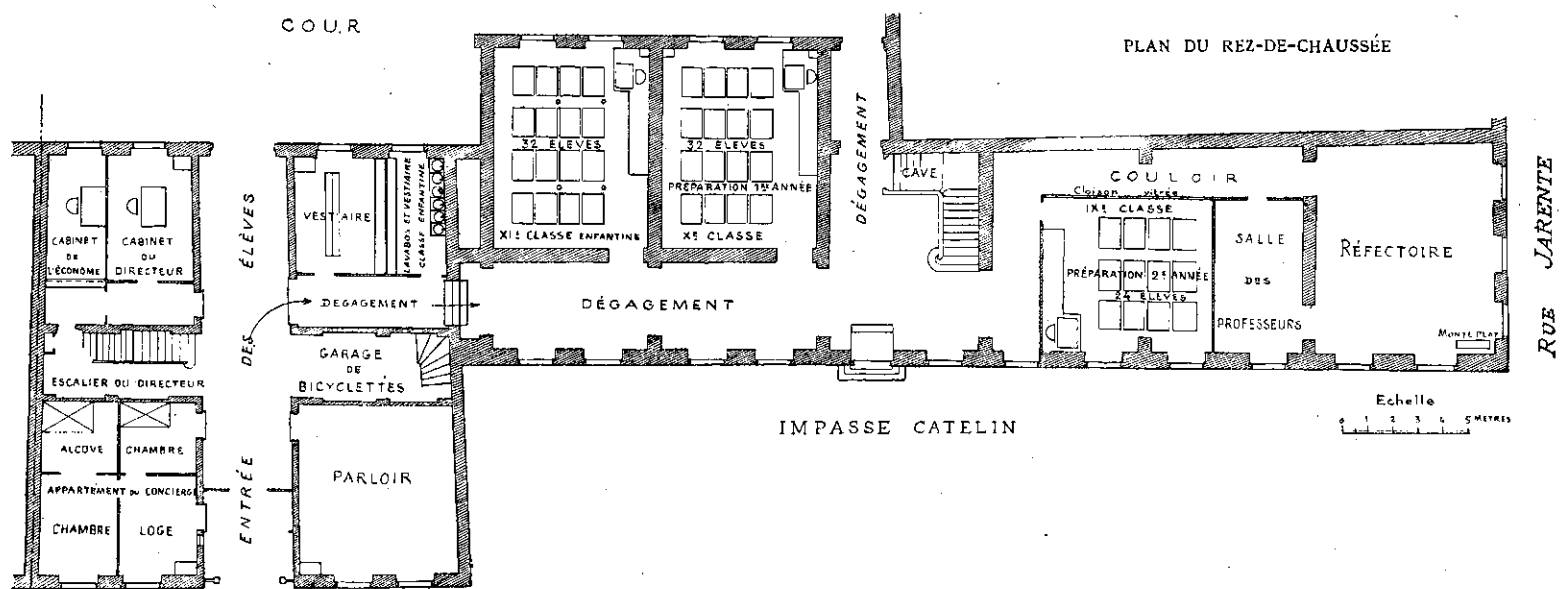 COUR
PLAN DU REZ-DE-CHAUSSÉE
CABINET
DE
L'ÉCONOME
CABINET
DU
DIRECTEUR
ESCALIER DU DIRECTEUR
ALCOVE
CHAMBRE
APPARTEMENT DU CONCIERGE
CHAMBRE
LOGE
ENTRÉE DES ÉLÈVES
VESTIAIRE
LAVABOS ET VESTIAIRE
CLASSE ENFANTINE
DÉGAGEMENT
GARAGE
DE
BICYCLETTES
PARLOIR
32 ÉLÈVES
XIe CLASSE ENFANTINE
32 ÉLÈVES
PRÉPARATION 1re ANNÉE
Xe CLASSE
DÉGAGEMENT
DÉGAGEMENT
CAVE
COULOIR
Cloison vitrée
IXe CLASSE
PRÉPARATION 2e ANNÉE
24 ÉLÈVES
SALLE
DES
PROFESSEURS
RÉFECTOIRE
MONTE PLAT
RUE JARENTE
IMPASSE CATELIN
Echelle
0 1 2 3 4 5 MÈTRES